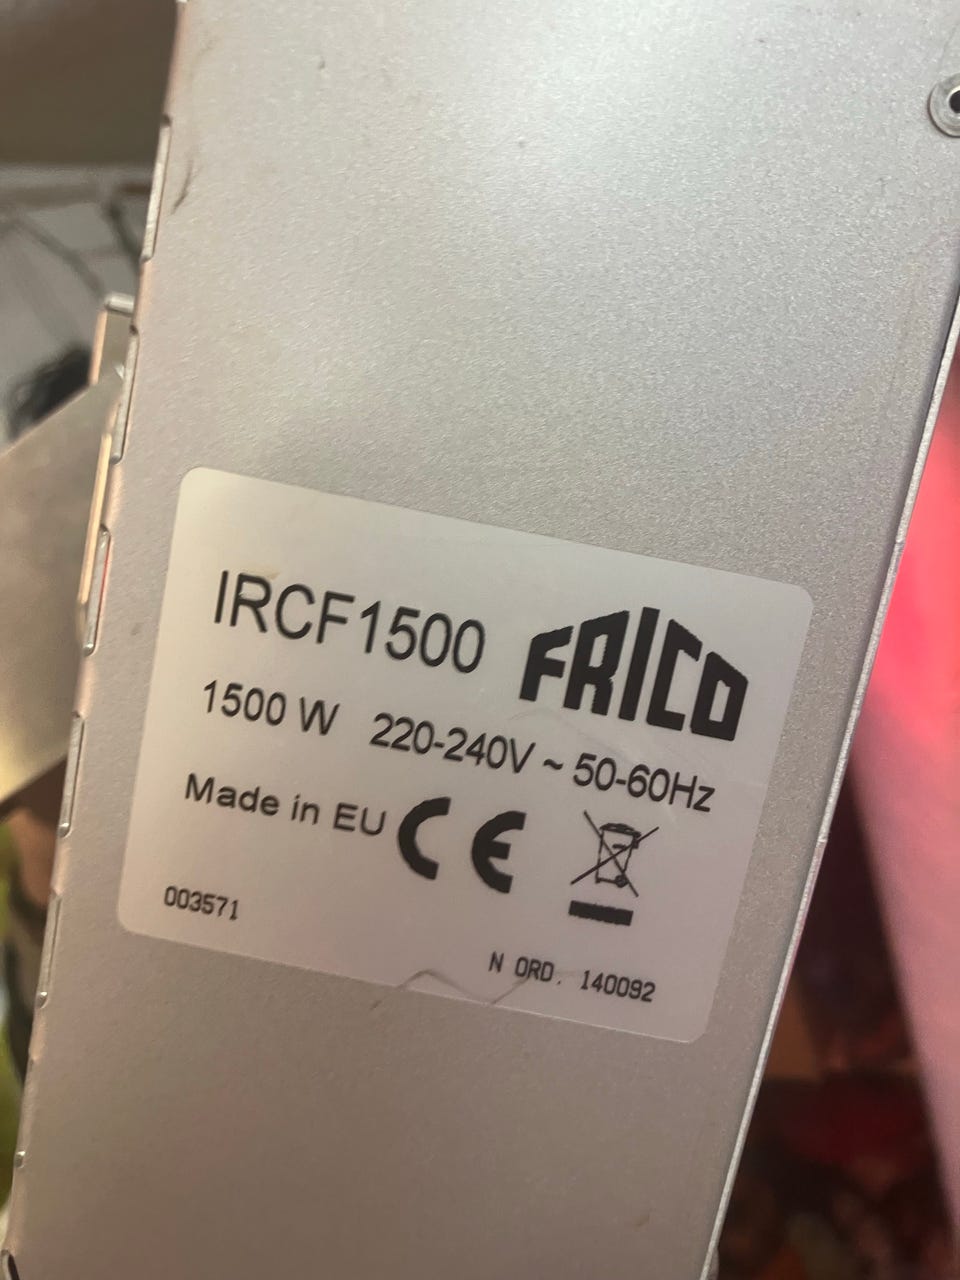 IRCF1500 FRICO
1500 W 220-240V ~ 50-60Hz
Made in EU CE
003571
N ORD. 140092